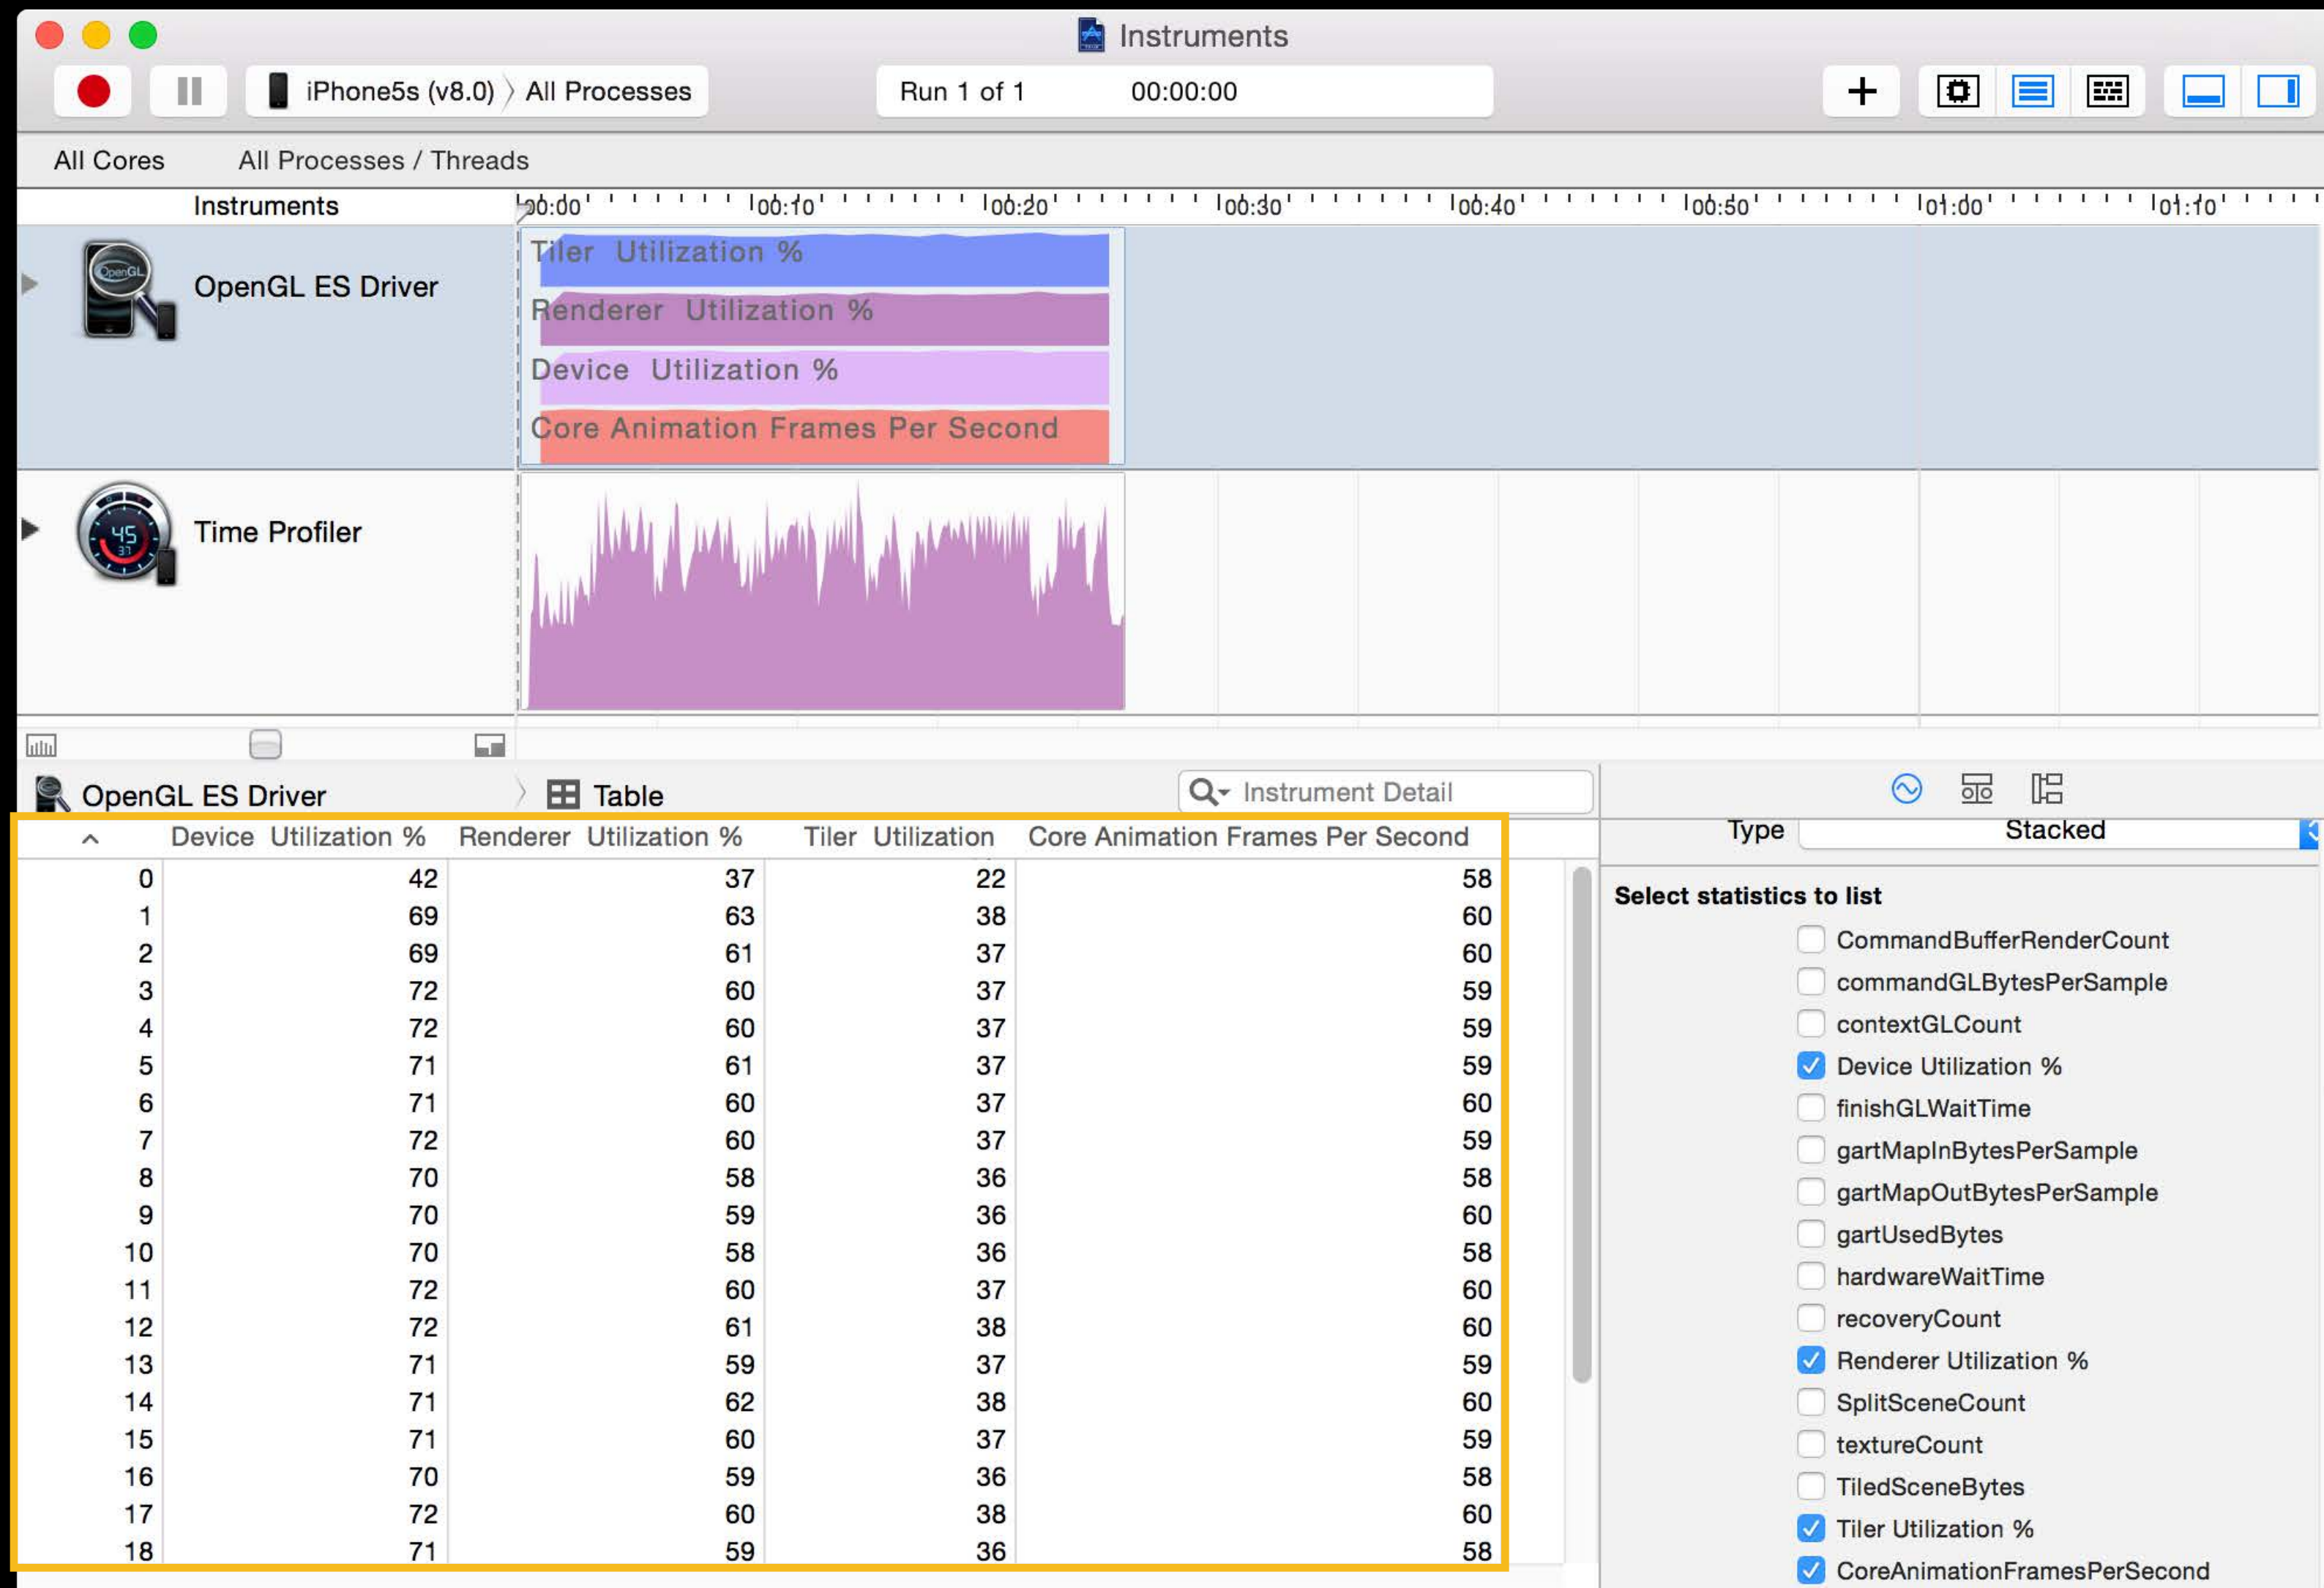 Instruments
iPhone5s (v8.0) 〉 All Processes
Run 1 of 1 00:00:00
All Cores All Processes / Threads
Instruments 00:00 00:10 00:20 00:30 00:40 00:50 01:00 01:10
OpenGL
OpenGL ES Driver
Tiler Utilization %
Renderer Utilization %
Device Utilization %
Core Animation Frames Per Second
45
37
Time Profiler
OpenGL ES Driver 〉 Table
Instrument Detail
Device Utilization % Renderer Utilization % Tiler Utilization Core Animation Frames Per Second
0 42 37 22 58
1 69 63 38 60
2 69 61 37 60
3 72 60 37 59
4 72 60 37 59
5 71 61 37 59
6 71 60 37 60
7 72 60 37 59
8 70 58 36 58
9 70 59 36 60
10 70 58 36 58
11 72 60 37 60
12 72 61 38 60
13 71 59 37 59
14 71 62 38 60
15 71 60 37 59
16 70 59 36 58
17 72 60 38 60
18 71 59 36 58
Type Stacked
Select statistics to list
CommandBufferRenderCount
commandGLBytesPerSample
contextGLCount
Device Utilization %
finishGLWaitTime
gartMapInBytesPerSample
gartMapOutBytesPerSample
gartUsedBytes
hardwareWaitTime
recoveryCount
Renderer Utilization %
SplitSceneCount
textureCount
TiledSceneBytes
Tiler Utilization %
CoreAnimationFramesPerSecond